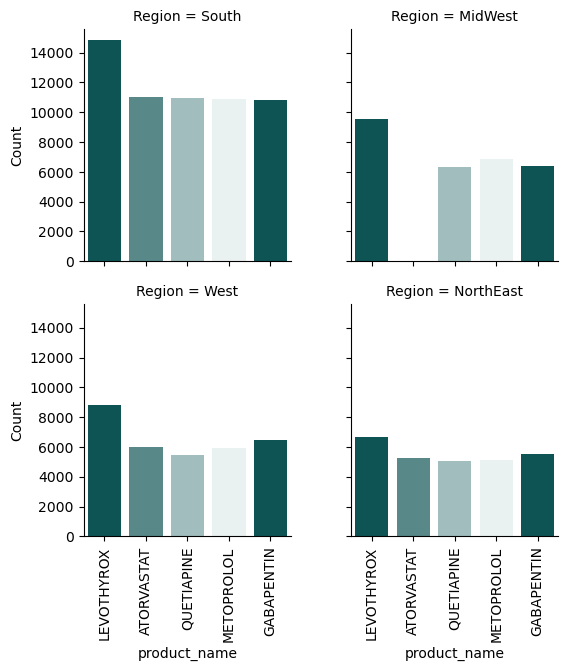 Region = South
Region = MidWest
14000
12000
10000
8000
6000
4000
2000
0
Count
Region = West
Region = NorthEast
14000
12000
10000
8000
6000
4000
2000
0
Count
LEVOTHYROX
ATORVASTAT
QUETIAPINE
METOPROLOL
GABAPENTIN
product_name
LEVOTHYROX
ATORVASTAT
QUETIAPINE
METOPROLOL
GABAPENTIN
product_name